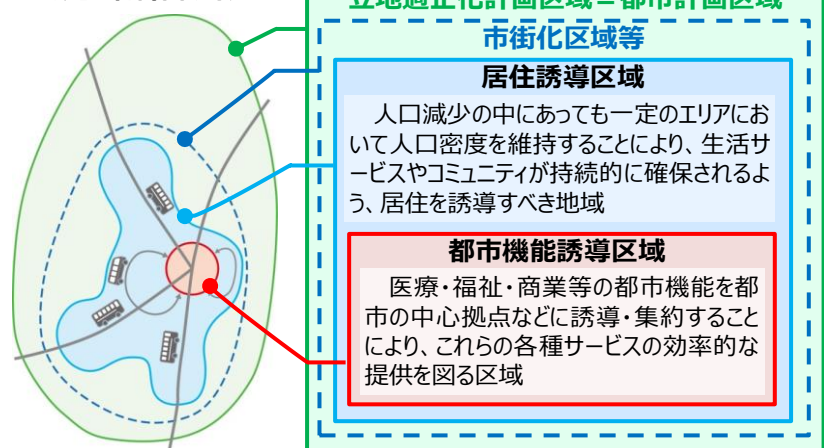 立地適正化計画区域＝都市計画区域
市街化区域等
居住誘導区域
人口減少の中にあっても一定のエリアにお
いて人口密度を維持することにより、生活サ
ービスやコミュニティが持続的に確保されるよ
う、居住を誘導すべき地域
都市機能誘導区域
医療・福祉・商業等の都市機能を都
市の中心拠点などに誘導・集約すること
により、これらの各種サービスの効率的な
提供を図る区域